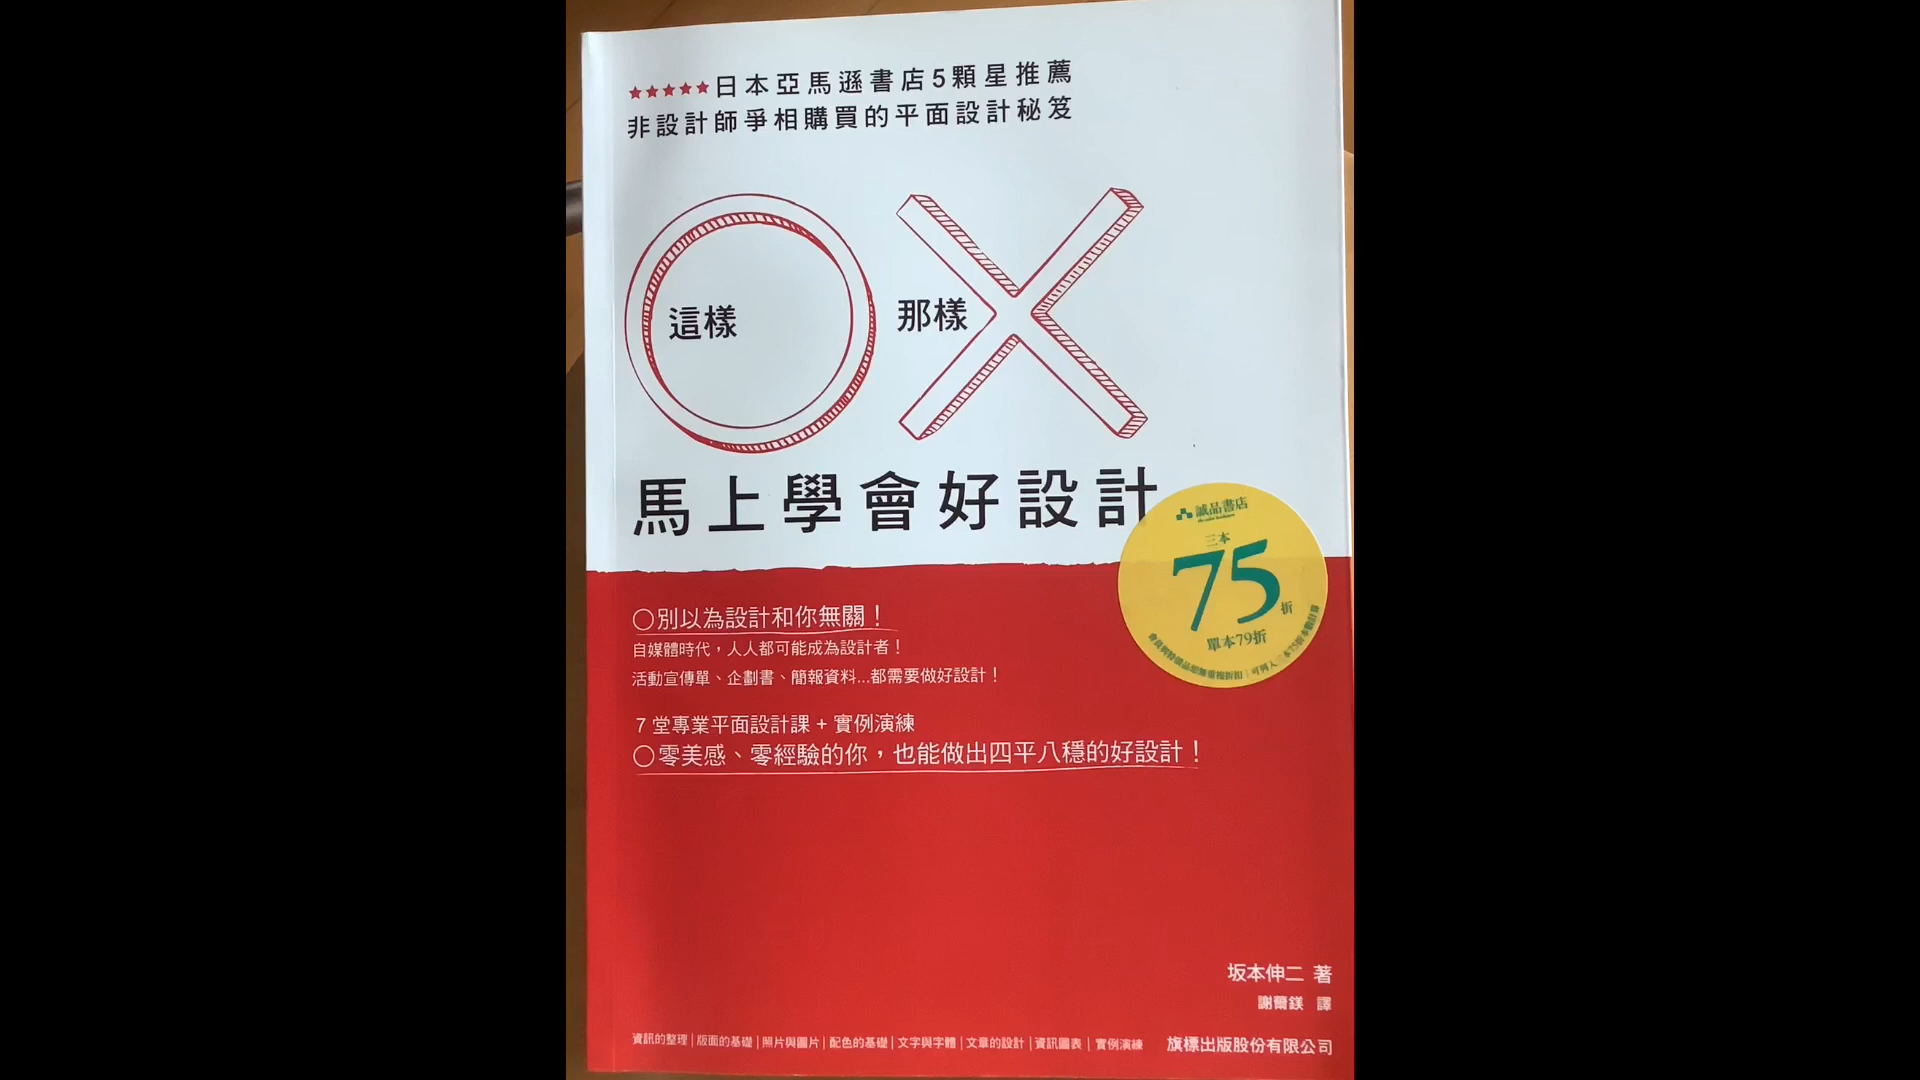 ★★★★★日本亞馬遜書店5顆星推薦
非設計師爭相購買的平面設計秘笈
這樣
那樣
馬上學會好設計
誠品書店
三本
75折
單本79折
○別以為設計和你無關！
自媒體時代，人人都可能成為設計者！
活動宣傳單、企劃書、簡報資料...都需要做好設計！
7 堂專業平面設計課 + 實例演練
○零美感、零經驗的你，也能做出四平八穩的好設計！
坂本伸二 著
謝薾鎂 譯
資訊的整理 | 版面的基礎 | 照片與圖片 | 配色的基礎 | 文字與字體 | 文章的設計 | 資訊圖表 | 實例演練
旗標出版股份有限公司